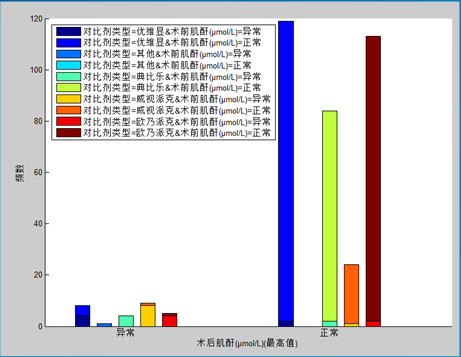 120
100
80
60
40
20
0
频数
对比剂类型=优维显&术前肌酐(μmol/L)=异常
对比剂类型=优维显&术前肌酐(μmol/L)=正常
对比剂类型=其他&术前肌酐(μmol/L)=异常
对比剂类型=其他&术前肌酐(μmol/L)=正常
对比剂类型=典比乐&术前肌酐(μmol/L)=异常
对比剂类型=典比乐&术前肌酐(μmol/L)=正常
对比剂类型=威视派克&术前肌酐(μmol/L)=异常
对比剂类型=威视派克&术前肌酐(μmol/L)=正常
对比剂类型=欧乃派克&术前肌酐(μmol/L)=异常
对比剂类型=欧乃派克&术前肌酐(μmol/L)=正常
异常 正常
术后肌酐(μmol/L)(最高值)